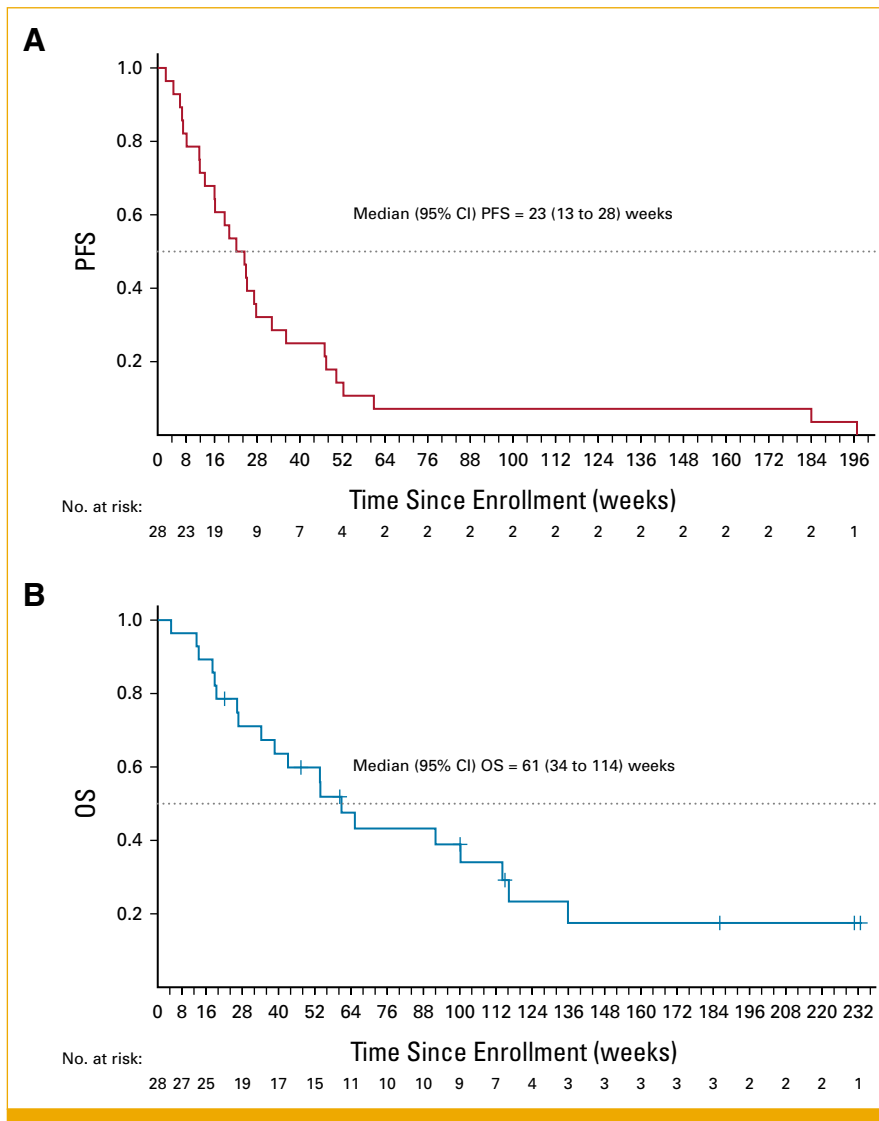 A
1.0
0.8
0.6
0.4
0.2
PFS
Median (95% CI) PFS = 23 (13 to 28) weeks
0 8 16 28 40 52 64 76 88 100 112 124 136 148 160 172 184 196
Time Since Enrollment (weeks)
No. at risk:
28 23 19 9 7 4 2 2 2 2 2 2 2 2 2 2 2 1
B
1.0
0.8
0.6
0.4
0.2
OS
Median (95% CI) OS = 61 (34 to 114) weeks
0 8 16 28 40 52 64 76 88 100 112 124 136 148 160 172 184 196 208 220 232
Time Since Enrollment (weeks)
No. at risk:
28 27 25 19 17 15 11 10 10 9 7 4 3 3 3 3 3 2 2 2 1